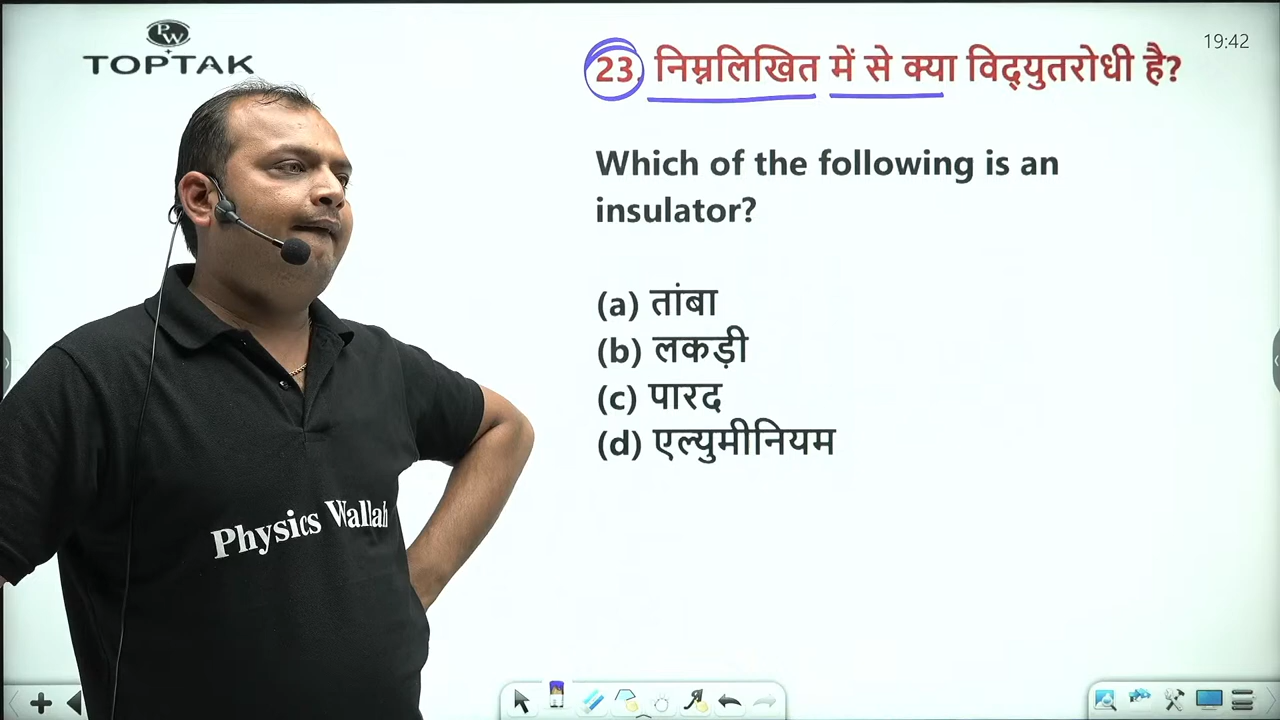 PW
TOPTAK
19:42
23. निम्नलिखित में से क्या विद्युतरोधी है?
Which of the following is an
insulator?
(a) तांबा
(b) लकड़ी
(c) पारद
(d) एल्युमीनियम
Physics Wallah